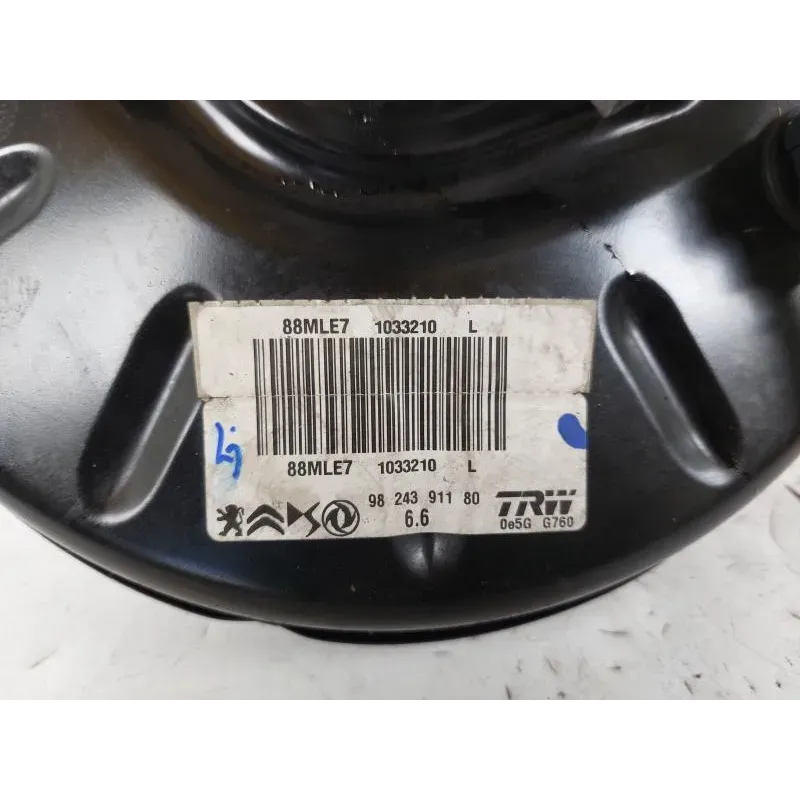 88MLE7 1033210 L
88MLE7 1033210 L
98 243 911 80
6.6
TRW
0e5G G760